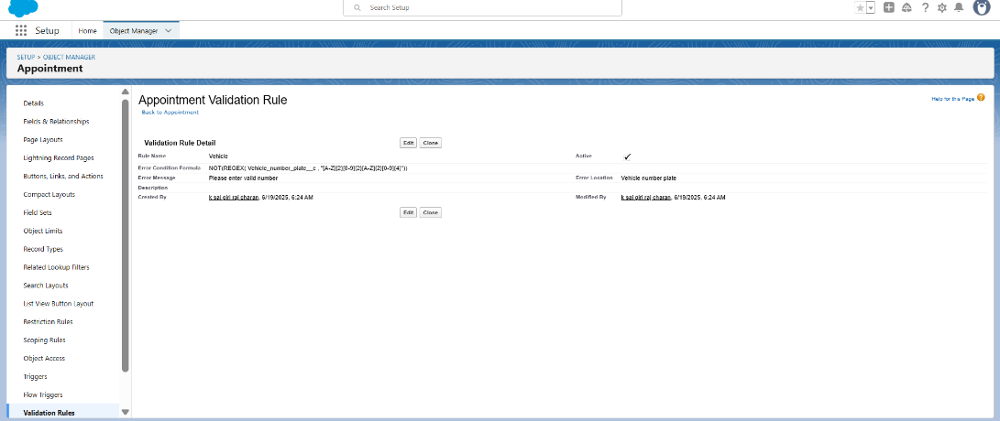 Search Setup
Setup
Home
Object Manager
SETUP > OBJECT MANAGER
Appointment
Details
Fields & Relationships
Page Layouts
Lightning Record Pages
Buttons, Links, and Actions
Compact Layouts
Field Sets
Object Limits
Record Types
Related Lookup Filters
Search Layouts
List View Button Layout
Restriction Rules
Scoping Rules
Object Access
Triggers
Flow Triggers
Validation Rules
Appointment Validation Rule
Help for this Page ?
Back to Appointment
Validation Rule Detail
Edit Clone
Rule Name Vehicle Active ✓
Error Condition Formula NOT(REGEX( Vehicle_number_plate__c , "[A-Z]{2}[0-9]{2}[A-Z]{2}[0-9]{4}"))
Error Message Please enter valid number Error Location Vehicle number plate
Description
Created By k sai giri raj charan, 6/19/2025, 6:24 AM Modified By k sai giri raj charan, 6/19/2025, 6:24 AM
Edit Clone